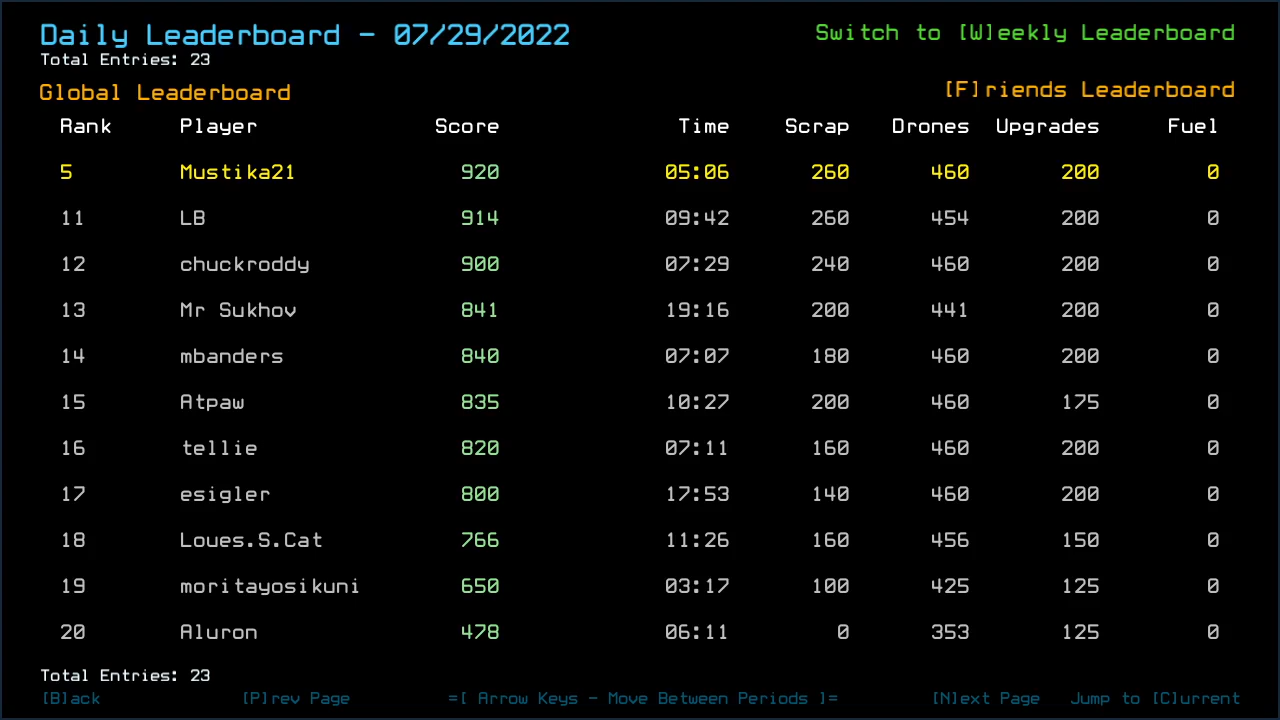 Daily Leaderboard - 07/29/2022 Switch to [W]eekly Leaderboard
Total Entries: 23
Global Leaderboard [F]riends Leaderboard
Rank Player Score Time Scrap Drones Upgrades Fuel
5 Mustika21 920 05:06 260 460 200 0
11 LB 914 09:42 260 454 200 0
12 chuckroddy 900 07:29 240 460 200 0
13 Mr Sukhov 841 19:16 200 441 200 0
14 mbanders 840 07:07 180 460 200 0
15 Atpaw 835 10:27 200 460 175 0
16 tellie 820 07:11 160 460 200 0
17 esigler 800 17:53 140 460 200 0
18 Loues.S.Cat 766 11:26 160 456 150 0
19 moritayosikuni 650 03:17 100 425 125 0
20 Aluron 478 06:11 0 353 125 0
Total Entries: 23
[B]ack [P]rev Page =[ Arrow Keys - Move Between Periods ]= [N]ext Page Jump to [C]urrent